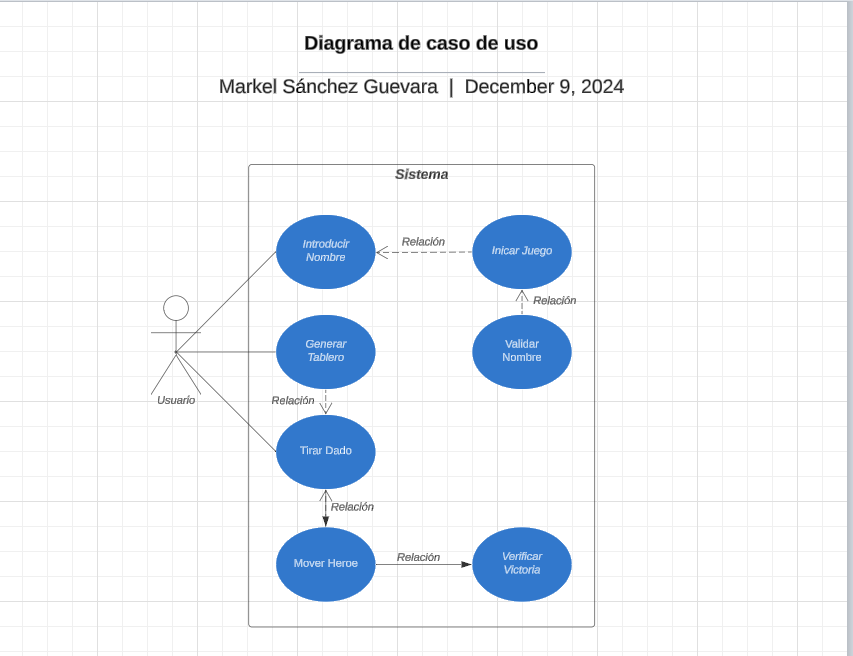 Diagrama de caso de uso
Markel Sánchez Guevara | December 9, 2024
Sistema
Introducir
Nombre
Relación
Inicar Juego
Relación
Generar
Tablero
Validar
Nombre
Usuario
Relación
Tirar Dado
Relación
Mover Heroe
Relación
Verificar
Victoria